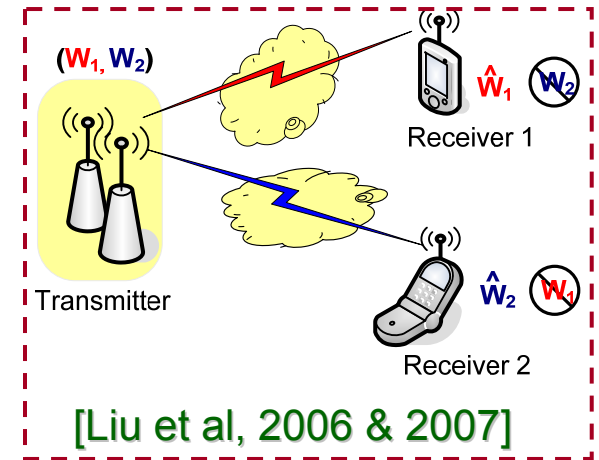 (W₁, W₂)
Ŵ₁ W₂
Receiver 1
Transmitter
Ŵ₂ W₁
Receiver 2
[Liu et al, 2006 & 2007]